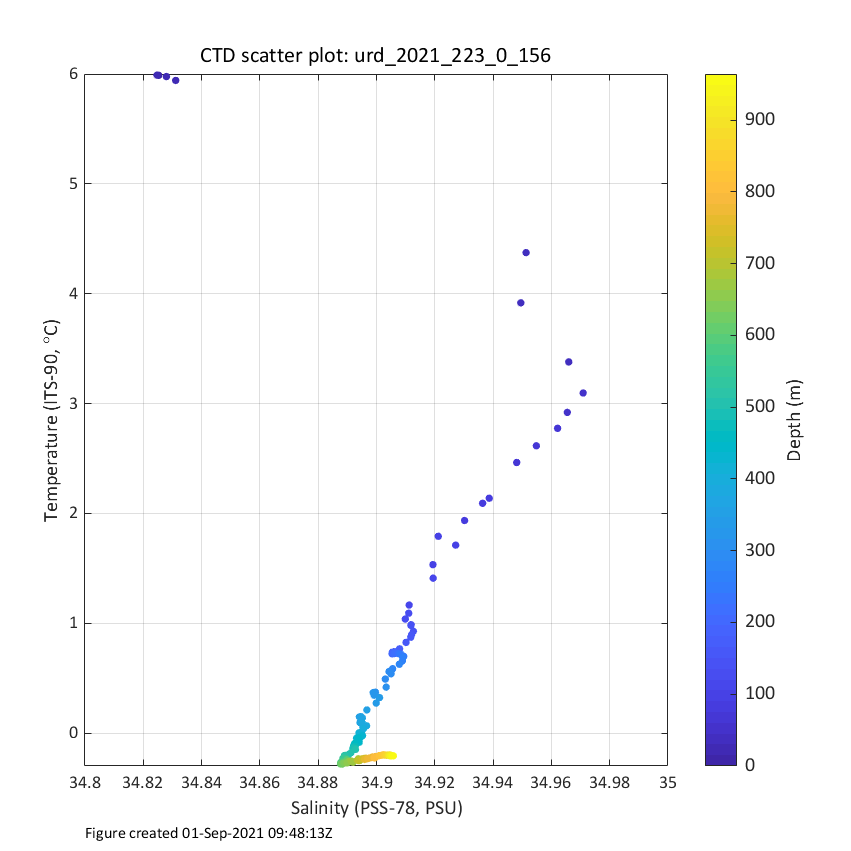 CTD scatter plot: urd_2021_223_0_156
6
5
4
3
2
1
0
Temperature (ITS-90, °C)
34.8 34.82 34.84 34.86 34.88 34.9 34.92 34.94 34.96 34.98 35
Salinity (PSS-78, PSU)
900
800
700
600
500
400
300
200
100
0
Depth (m)
Figure created 01-Sep-2021 09:48:13Z